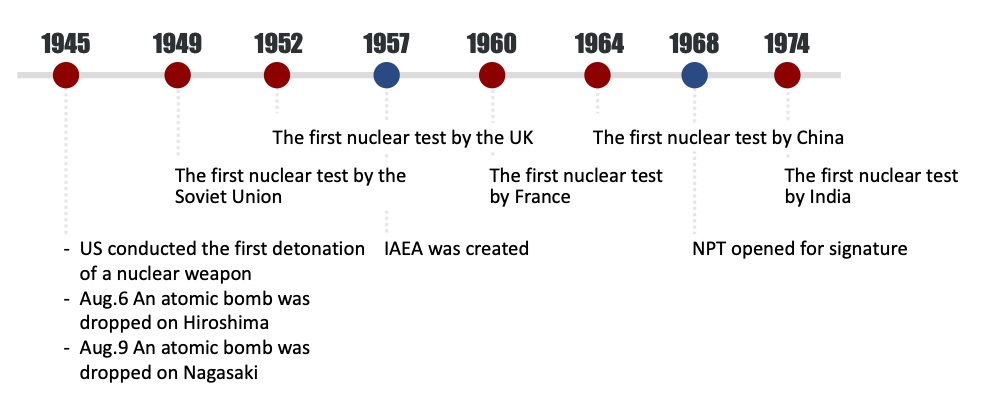 1945 1949 1952 1957 1960 1964 1968 1974
The first nuclear test by the UK
The first nuclear test by China
The first nuclear test by the
Soviet Union
The first nuclear test
by France
The first nuclear test
by India
- US conducted the first detonation
of a nuclear weapon
- Aug.6 An atomic bomb was
dropped on Hiroshima
- Aug.9 An atomic bomb was
dropped on Nagasaki
IAEA was created
NPT opened for signature